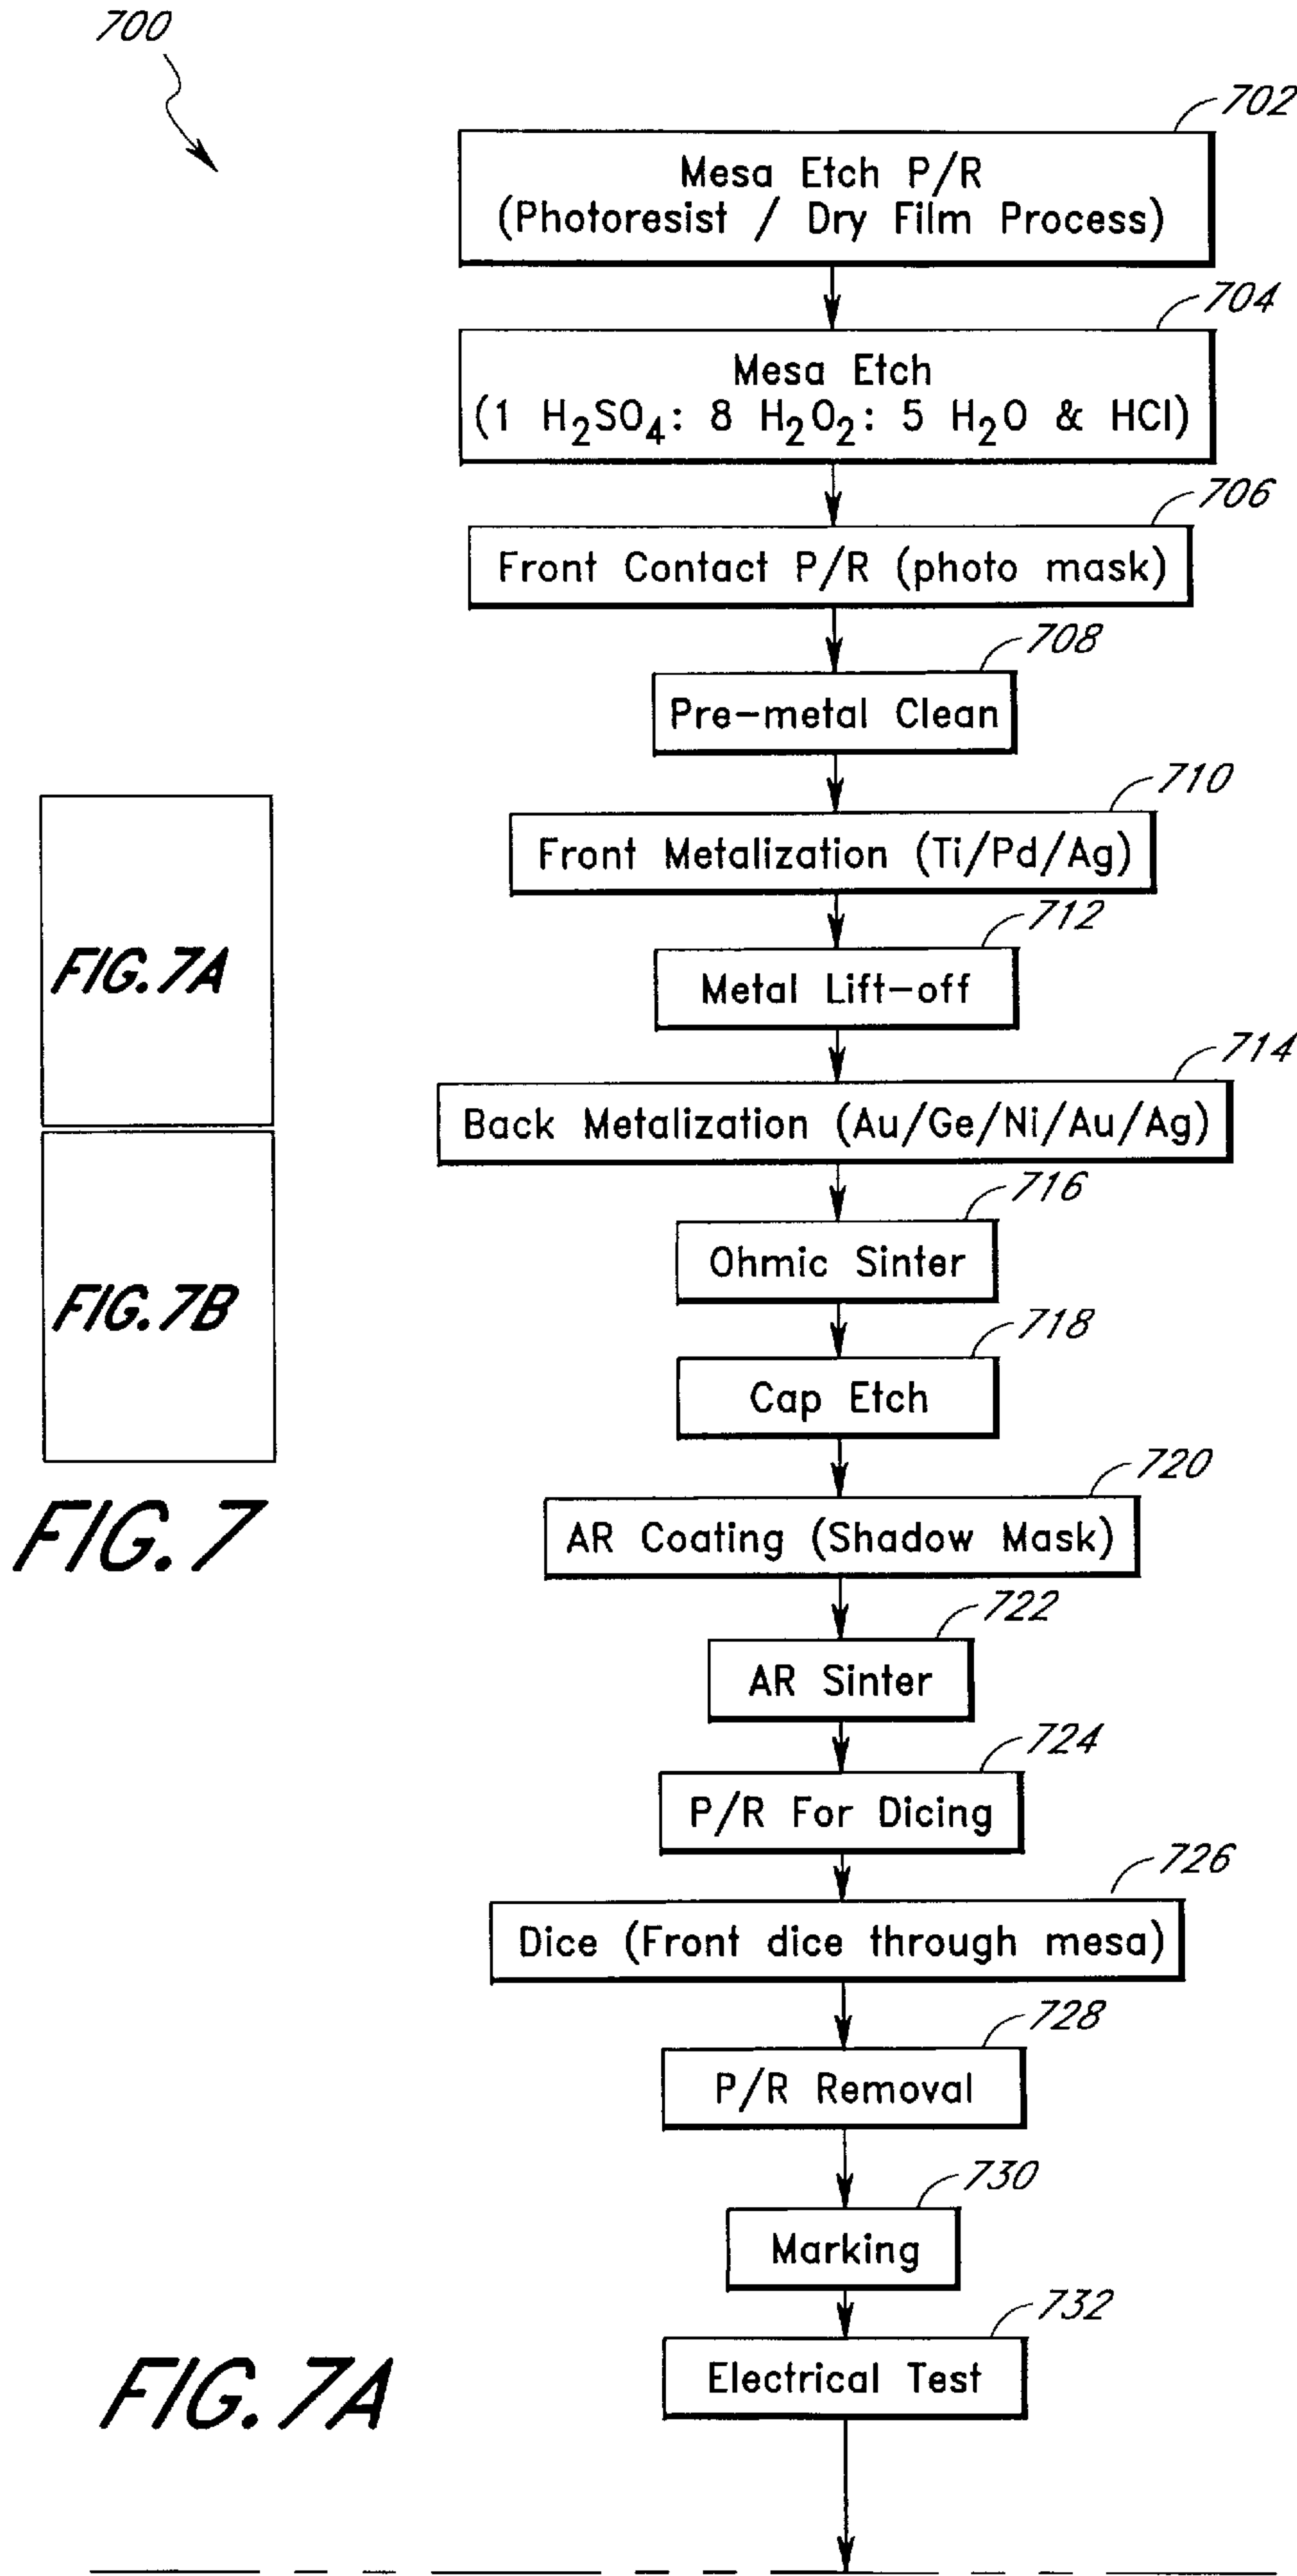 700
702
Mesa Etch P/R
(Photoresist / Dry Film Process)
704
Mesa Etch
(1 H₂SO₄: 8 H₂O₂: 5 H₂O & HCl)
706
Front Contact P/R (photo mask)
708
Pre-metal Clean
710
Front Metalization (Ti/Pd/Ag)
712
Metal Lift-off
714
Back Metalization (Au/Ge/Ni/Au/Ag)
716
Ohmic Sinter
718
Cap Etch
720
AR Coating (Shadow Mask)
722
AR Sinter
724
P/R For Dicing
726
Dice (Front dice through mesa)
728
P/R Removal
730
Marking
732
Electrical Test
FIG.7A
FIG.7B
FIG.7
FIG.7A